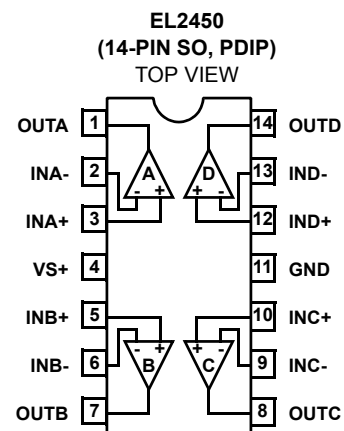 EL2450
(14-PIN SO, PDIP)
TOP VIEW
OUTA 1 14 OUTD
INA- 2 A D 13 IND-
- + + -
INA+ 3 12 IND+
VS+ 4 11 GND
INB+ 5 10 INC+
- + + -
INB- 6 B C 9 INC-
OUTB 7 8 OUTC